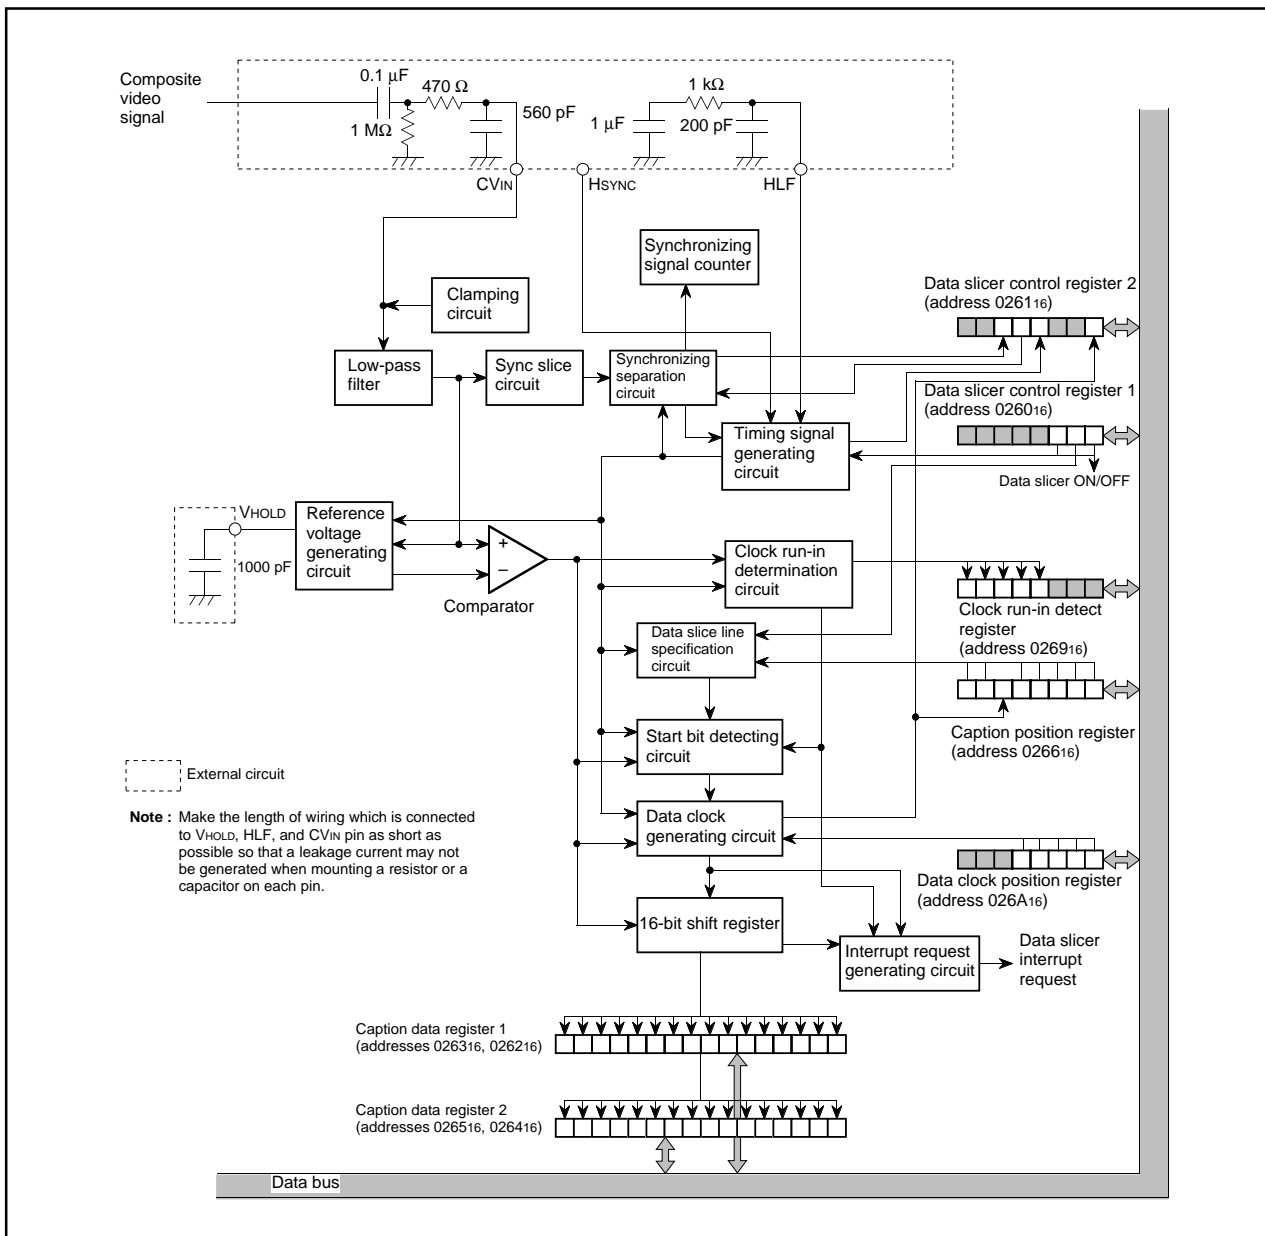 Composite
video
signal
0.1 μF
470 Ω
1 MΩ
560 pF
1 kΩ
1 μF
200 pF
CVIN
HSYNC
HLF
Synchronizing
signal counter
Clamping
circuit
Low-pass
filter
Sync slice
circuit
Synchronizing
separation
circuit
Timing signal
generating
circuit
Data slicer control register 2
(address 026116)
Data slicer control register 1
(address 026016)
Data slicer ON/OFF
VHOLD
1000 pF
Reference
voltage
generating
circuit
+
−
Comparator
Clock run-in
determination
circuit
Clock run-in detect
register
(address 026916)
Data slice line
specification
circuit
Caption position register
(address 026616)
Start bit detecting
circuit
Data clock
generating circuit
Data clock position register
(address 026A16)
16-bit shift register
Interrupt request
generating circuit
Data slicer
interrupt
request
External circuit
Note : Make the length of wiring which is connected
to VHOLD, HLF, and CVIN pin as short as
possible so that a leakage current may not
be generated when mounting a resistor or a
capacitor on each pin.
Caption data register 1
(addresses 026316, 026216)
Caption data register 2
(addresses 026516, 026416)
Data bus